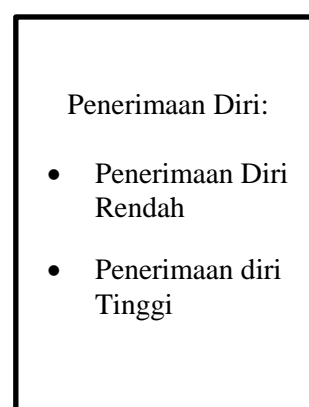 Penerimaan Diri:
• Penerimaan Diri
Rendah
• Penerimaan diri
Tinggi